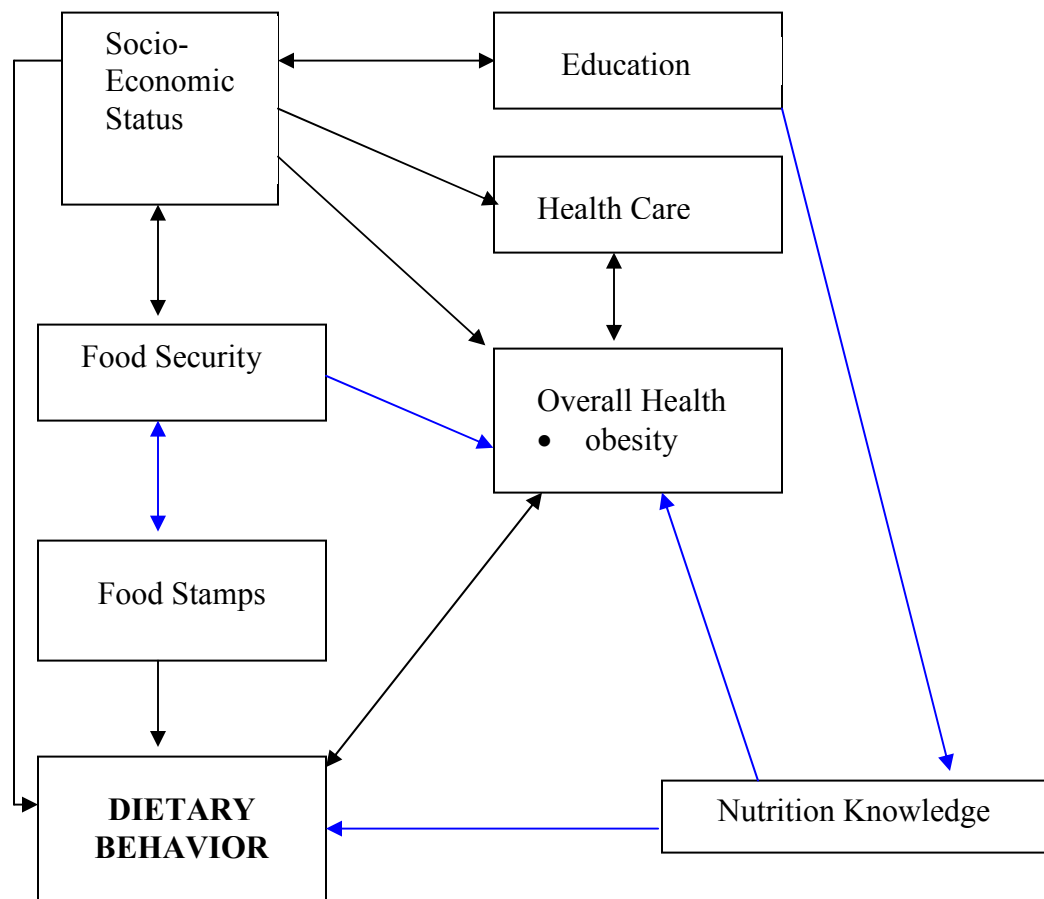 Socio-
Economic
Status
Education
Health Care
Food Security
Overall Health
• obesity
Food Stamps
DIETARY
BEHAVIOR
Nutrition Knowledge